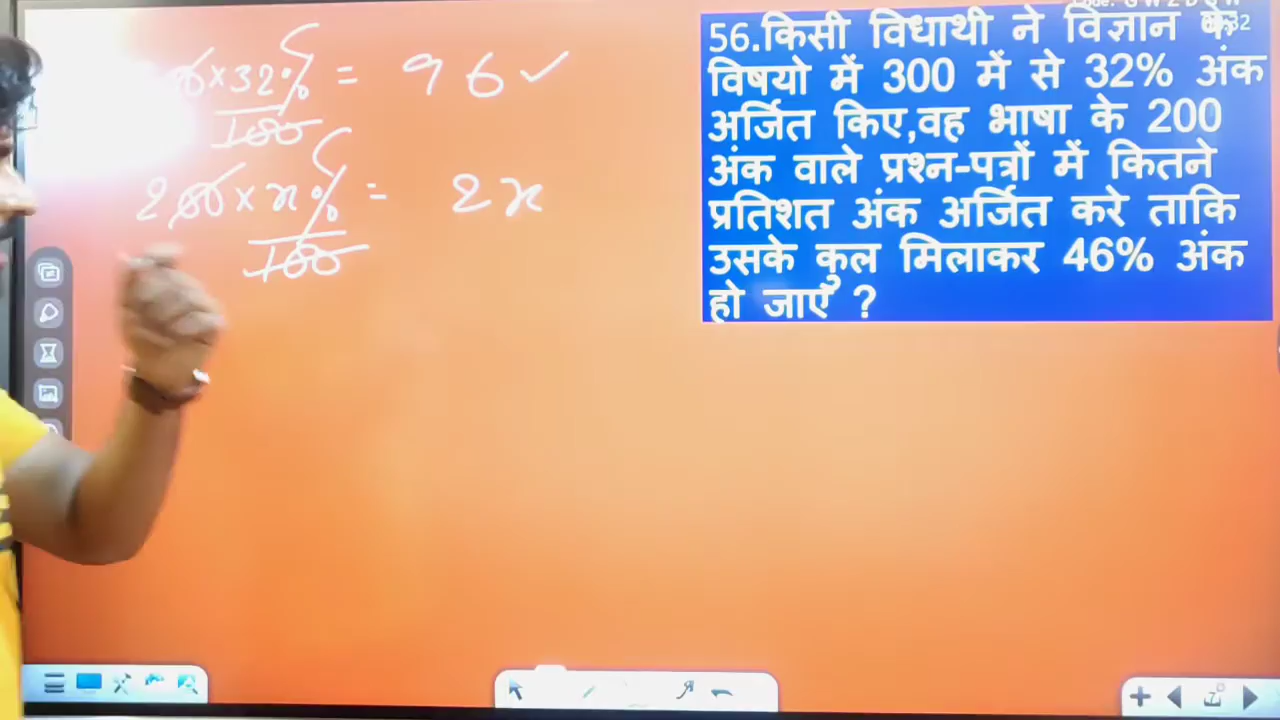 56.किसी विधाथी ने विज्ञान के
विषयो में 300 में से 32% अंक
अर्जित किए,वह भाषा के 200
अंक वाले प्रश्न-पत्रों में कितने
प्रतिशत अंक अर्जित करे ताकि
उसके कुल मिलाकर 46% अंक
हो जाएँ ?
×32% = 96 ✓
100
200×x% = 2x
100